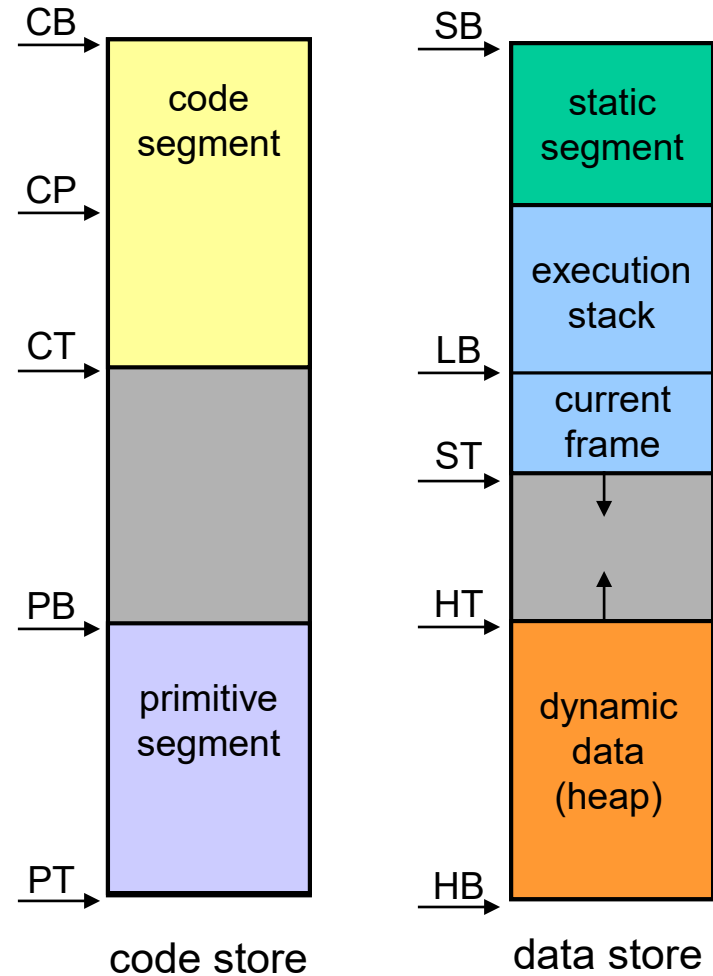 CB
code
segment
CP
CT
PB
primitive
segment
PT
code store
SB
static
segment
execution
stack
LB
current
frame
ST
HT
dynamic
data
(heap)
HB
data store